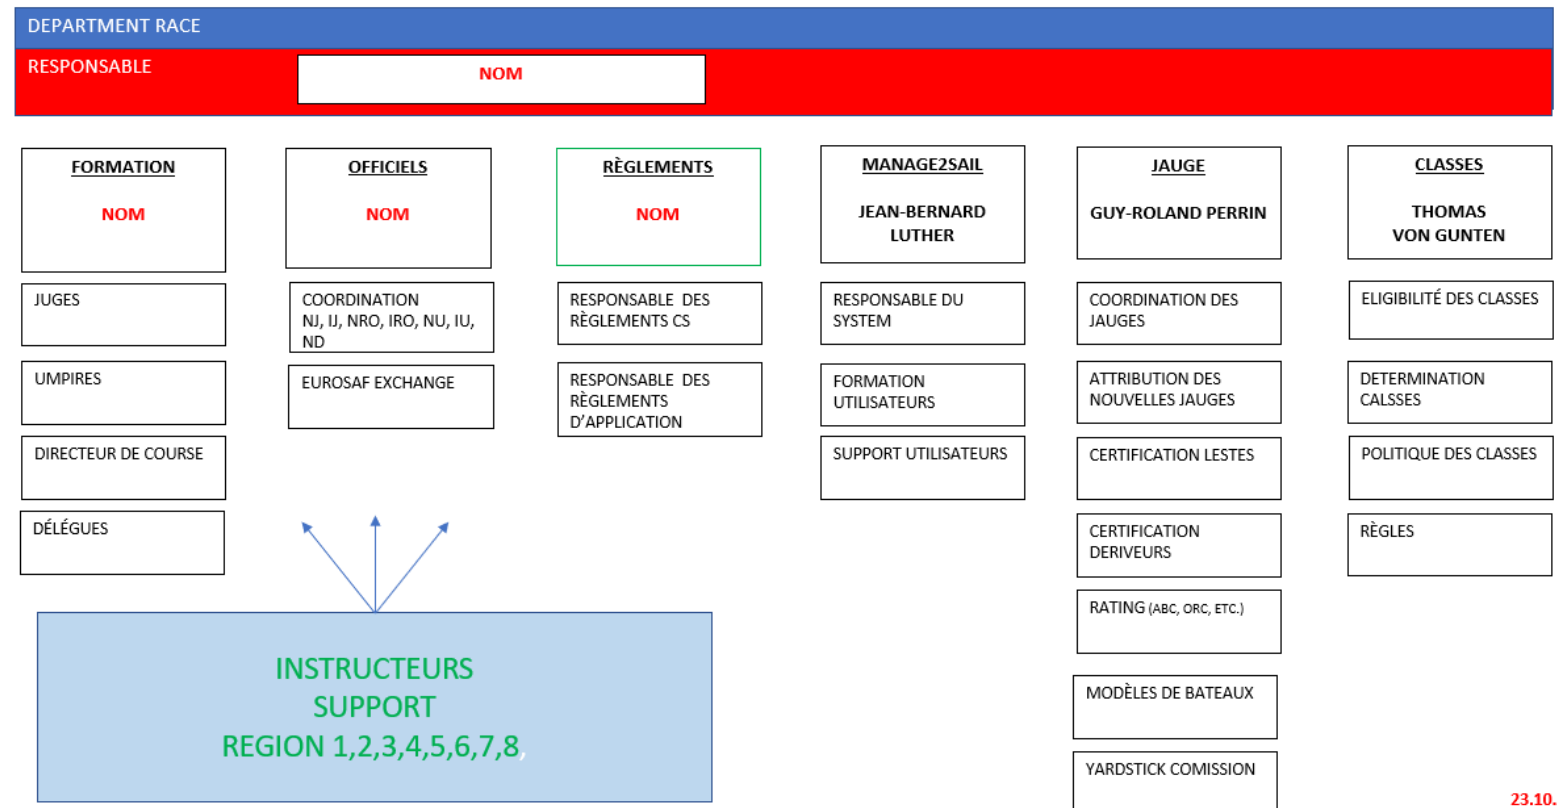 DEPARTMENT RACE
RESPONSABLE
NOM
FORMATION
NOM
JUGES
UMPIRES
DIRECTEUR DE COURSE
DÉLÉGUES
OFFICIELS
NOM
COORDINATION
NJ, IJ, NRO, IRO, NU, IU,
ND
EUROSAF EXCHANGE
RÈGLEMENTS
NOM
RESPONSABLE DES
RÈGLEMENTS CS
RESPONSABLE DES
RÈGLEMENTS
D'APPLICATION
MANAGE2SAIL
JEAN-BERNARD
LUTHER
RESPONSABLE DU
SYSTEM
FORMATION
UTILISATEURS
SUPPORT UTILISATEURS
JAUGE
GUY-ROLAND PERRIN
COORDINATION DES
JAUGES
ATTRIBUTION DES
NOUVELLES JAUGES
CERTIFICATION LESTES
CERTIFICATION
DERIVEURS
RATING (ABC, ORC, ETC.)
MODÈLES DE BATEAUX
YARDSTICK COMISSION
CLASSES
THOMAS
VON GUNTEN
ELIGIBILITÉ DES CLASSES
DETERMINATION
CALSSES
POLITIQUE DES CLASSES
RÈGLES
INSTRUCTEURS
SUPPORT
REGION 1,2,3,4,5,6,7,8,
23.10.